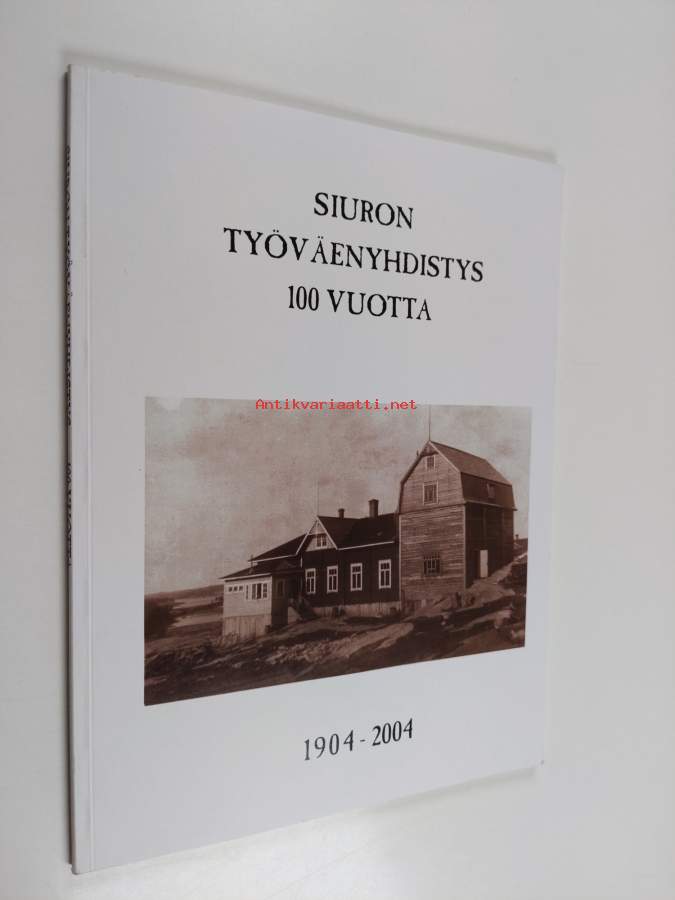 SIURON
TYÖVÄENYHDISTYS
100 VUOTTA
Antikvariaatti.net
1904 - 2004